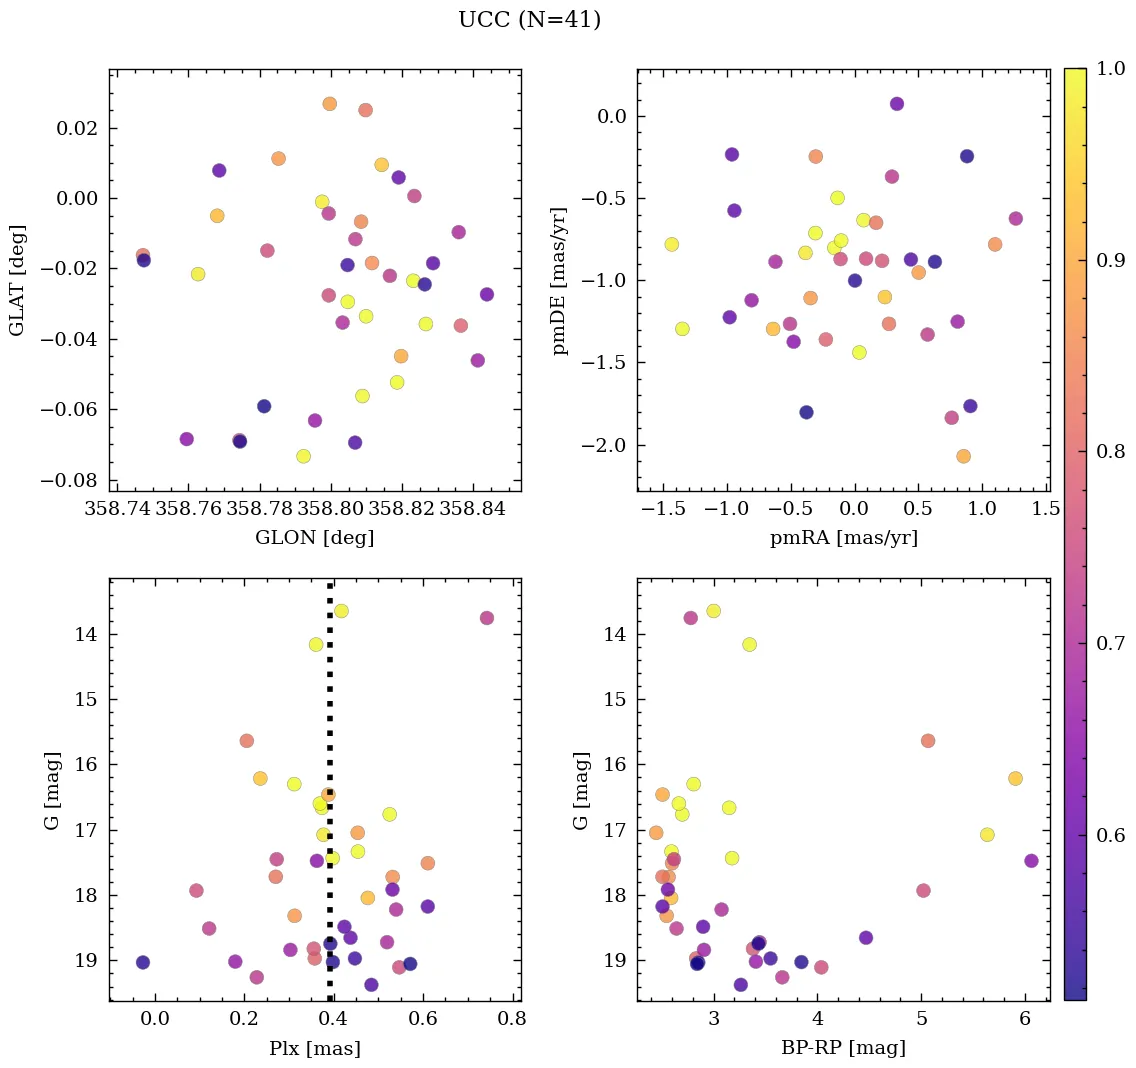 UCC (N=41)
0.02
0.00
−0.02
−0.04
−0.06
−0.08
GLAT [deg]
358.74 358.76 358.78 358.80 358.82 358.84
GLON [deg]
0.0
−0.5
−1.0
−1.5
−2.0
pmDE [mas/yr]
−1.5 −1.0 −0.5 0.0 0.5 1.0 1.5
pmRA [mas/yr]
1.0
0.9
0.8
0.7
0.6
14
15
16
17
18
19
G [mag]
0.0 0.2 0.4 0.6 0.8
Plx [mas]
14
15
16
17
18
19
G [mag]
3 4 5 6
BP-RP [mag]